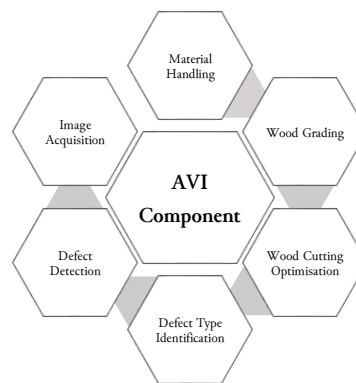 Material
Handling
Image
Acquisition
Wood Grading
AVI
Component
Defect
Detection
Wood Cutting
Optimisation
Defect Type
Identification